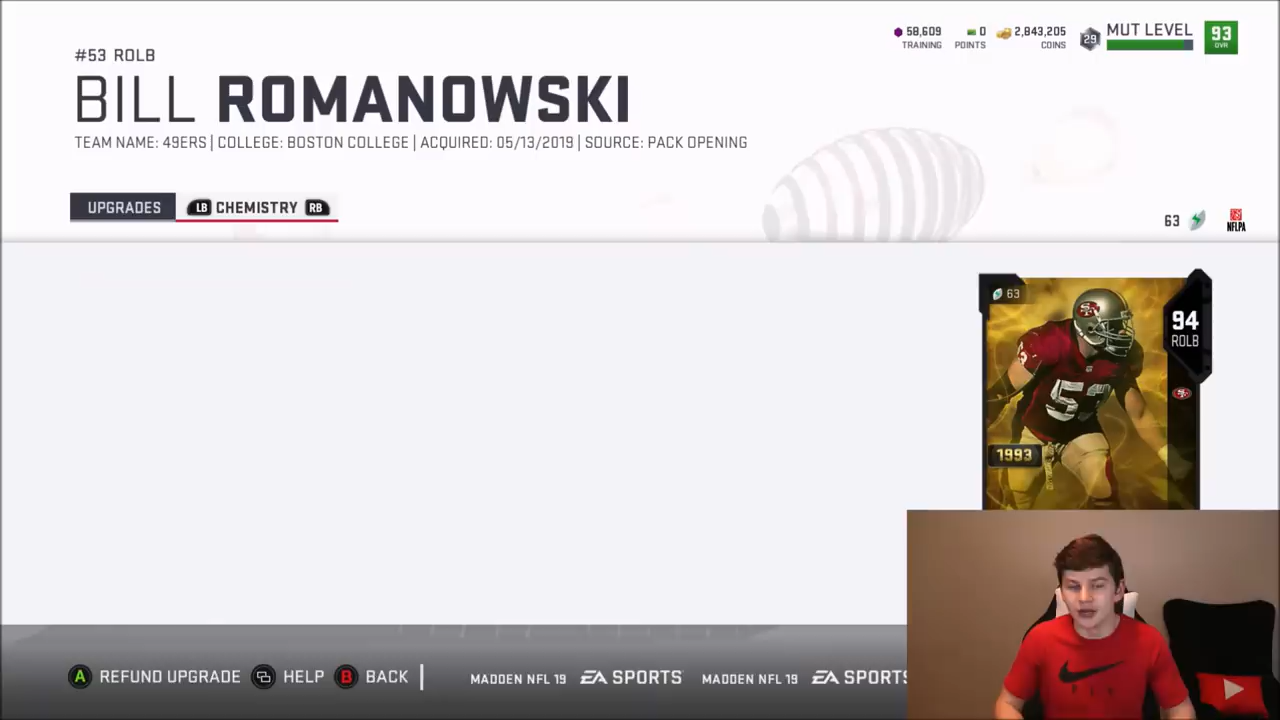 #53 ROLB
BILL ROMANOWSKI
TEAM NAME: 49ERS | COLLEGE: BOSTON COLLEGE | ACQUIRED: 05/13/2019 | SOURCE: PACK OPENING
58,609 TRAINING
0 POINTS
2,843,205 COINS
29
MUT LEVEL
93 OVR
UPGRADES
LB CHEMISTRY RB
63
NFLPA
63
94
ROLB
53
1993
A REFUND UPGRADE HELP B BACK
MADDEN NFL 19 EA SPORTS MADDEN NFL 19 EA SPORTS